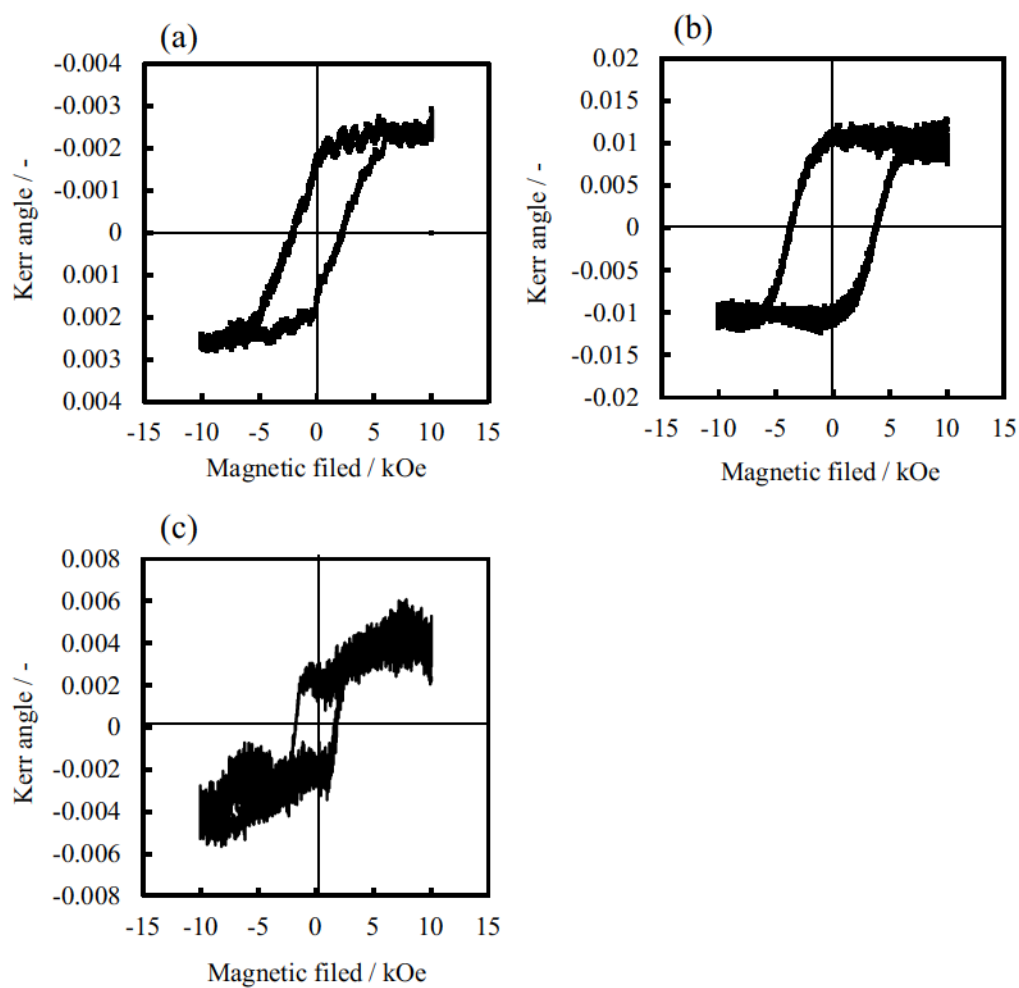 (a)
-0.004
-0.003
-0.002
-0.001
0
0.001
0.002
0.003
0.004
Kerr angle / -
-15 -10 -5 0 5 10 15
Magnetic filed / kOe
(b)
0.02
0.015
0.01
0.005
0
-0.005
-0.01
-0.015
-0.02
Kerr angle / -
-15 -10 -5 0 5 10 15
Magnetic filed / kOe
(c)
0.008
0.006
0.004
0.002
0
-0.002
-0.004
-0.006
-0.008
Kerr angle / -
-15 -10 -5 0 5 10 15
Magnetic filed / kOe